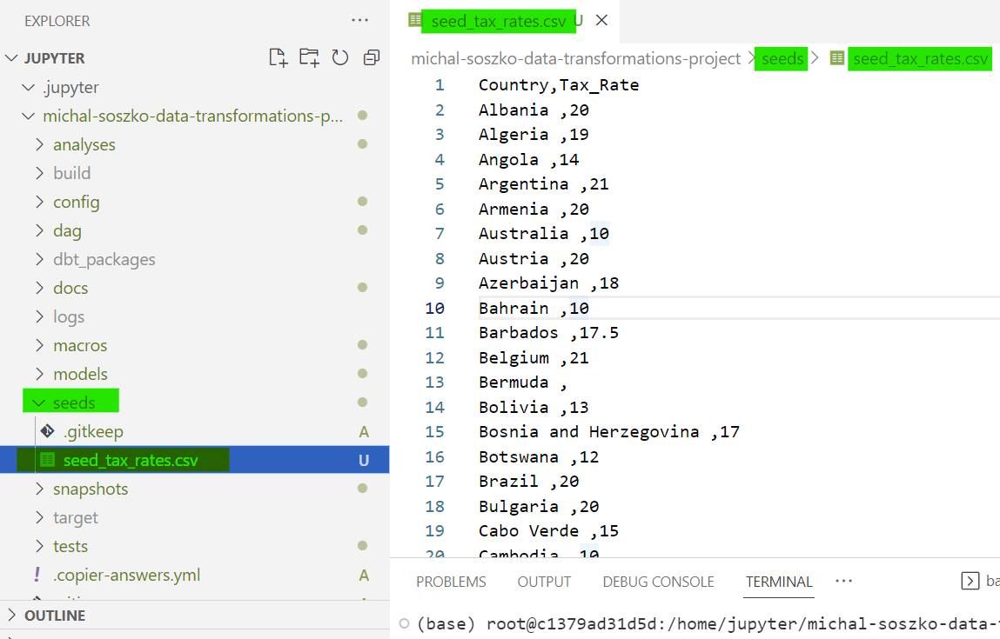 EXPLORER ...
JUPYTER
.jupyter
michal-soszko-data-transformations-p...
analyses
build
config
dag
dbt_packages
docs
logs
macros
models
seeds
.gitkeep A
seed_tax_rates.csv U
snapshots
target
tests
! .copier-answers.yml A
OUTLINE
seed_tax_rates.csv U
michal-soszko-data-transformations-project > seeds > seed_tax_rates.csv
1 Country,Tax_Rate
2 Albania ,20
3 Algeria ,19
4 Angola ,14
5 Argentina ,21
6 Armenia ,20
7 Australia ,10
8 Austria ,20
9 Azerbaijan ,18
10 Bahrain ,10
11 Barbados ,17.5
12 Belgium ,21
13 Bermuda ,
14 Bolivia ,13
15 Bosnia and Herzegovina ,17
16 Botswana ,12
17 Brazil ,20
18 Bulgaria ,20
19 Cabo Verde ,15
20 Cambodia ,10
PROBLEMS OUTPUT DEBUG CONSOLE TERMINAL ... ba
(base) root@c1379ad31d5d:/home/jupyter/michal-soszko-data-